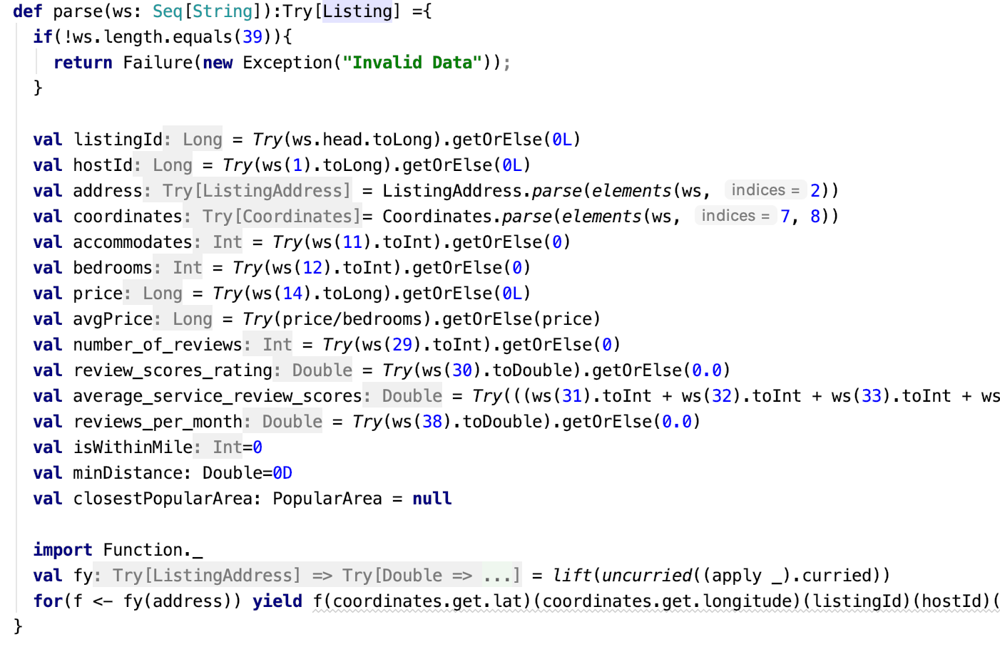 def parse(ws: Seq[String]):Try[Listing] ={
if(!ws.length.equals(39)){
return Failure(new Exception("Invalid Data"));
}
val listingId: Long = Try(ws.head.toLong).getOrElse(0L)
val hostId: Long = Try(ws(1).toLong).getOrElse(0L)
val address: Try[ListingAddress] = ListingAddress.parse(elements(ws, indices = 2))
val coordinates: Try[Coordinates]= Coordinates.parse(elements(ws, indices = 7, 8))
val accommodates: Int = Try(ws(11).toInt).getOrElse(0)
val bedrooms: Int = Try(ws(12).toInt).getOrElse(0)
val price: Long = Try(ws(14).toLong).getOrElse(0L)
val avgPrice: Long = Try(price/bedrooms).getOrElse(price)
val number_of_reviews: Int = Try(ws(29).toInt).getOrElse(0)
val review_scores_rating: Double = Try(ws(30).toDouble).getOrElse(0.0)
val average_service_review_scores: Double = Try(((ws(31).toInt + ws(32).toInt + ws(33).toInt + ws
val reviews_per_month: Double = Try(ws(38).toDouble).getOrElse(0.0)
val isWithinMile: Int=0
val minDistance: Double=0D
val closestPopularArea: PopularArea = null
import Function._
val fy: Try[ListingAddress] => Try[Double => ...] = lift(uncurried((apply _).curried))
for(f <- fy(address)) yield f(coordinates.get.lat)(coordinates.get.longitude)(listingId)(hostId)(
}